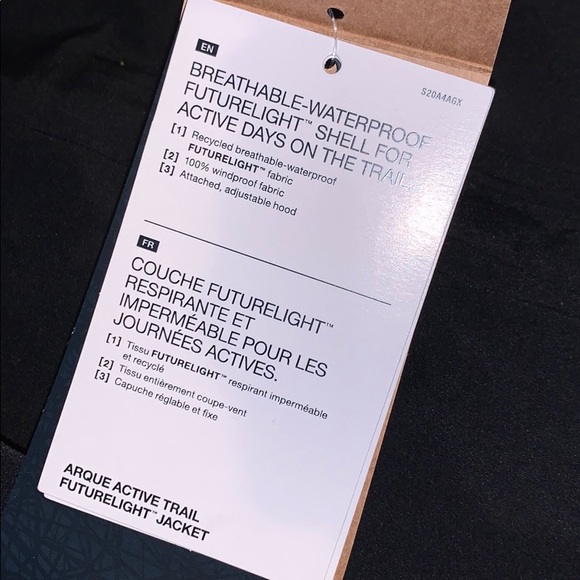 S20A4AGX
EN
BREATHABLE-WATERPROOF
FUTURELIGHT™ SHELL FOR
ACTIVE DAYS ON THE TRAIL
[1] Recycled breathable-waterproof
FUTURELIGHT™ fabric
[2] 100% windproof fabric
[3] Attached, adjustable hood
FR
COUCHE FUTURELIGHT™
RESPIRANTE ET
IMPERMÉABLE POUR LES
JOURNÉES ACTIVES.
[1] Tissu FUTURELIGHT™ respirant imperméable
et recyclé
[2] Tissu entièrement coupe-vent
[3] Capuche réglable et fixe
ARQUE ACTIVE TRAIL
FUTURELIGHT™ JACKET